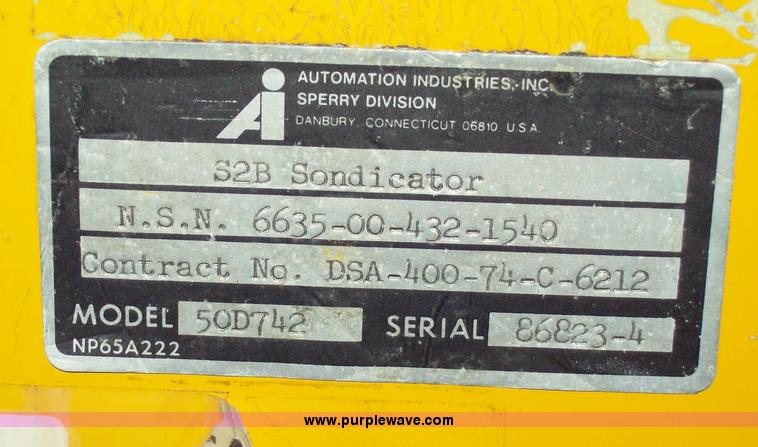 AUTOMATION INDUSTRIES, INC.
SPERRY DIVISION
DANBURY, CONNECTICUT 06810 U.S.A.
Ai
S2B Sondicator
N.S.N. 6635-00-432-1540
Contract No. DSA-400-74-C-6212
MODEL 50D742 SERIAL 86823-4
NP65A222
www.purplewave.com